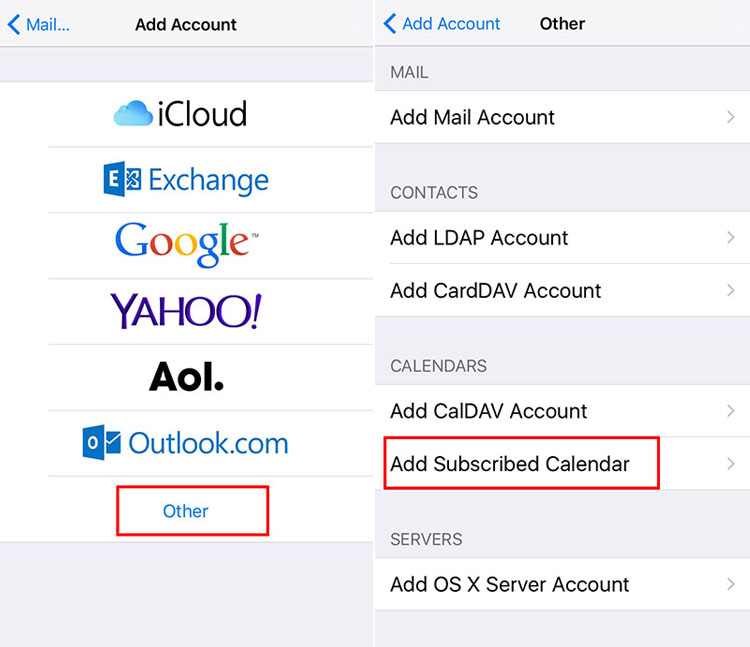 Mail...
Add Account
iCloud
E Exchange
Google™
YAHOO!
Aol.
o Outlook.com
Other
Add Account
Other
MAIL
Add Mail Account
CONTACTS
Add LDAP Account
Add CardDAV Account
CALENDARS
Add CalDAV Account
Add Subscribed Calendar
SERVERS
Add OS X Server Account